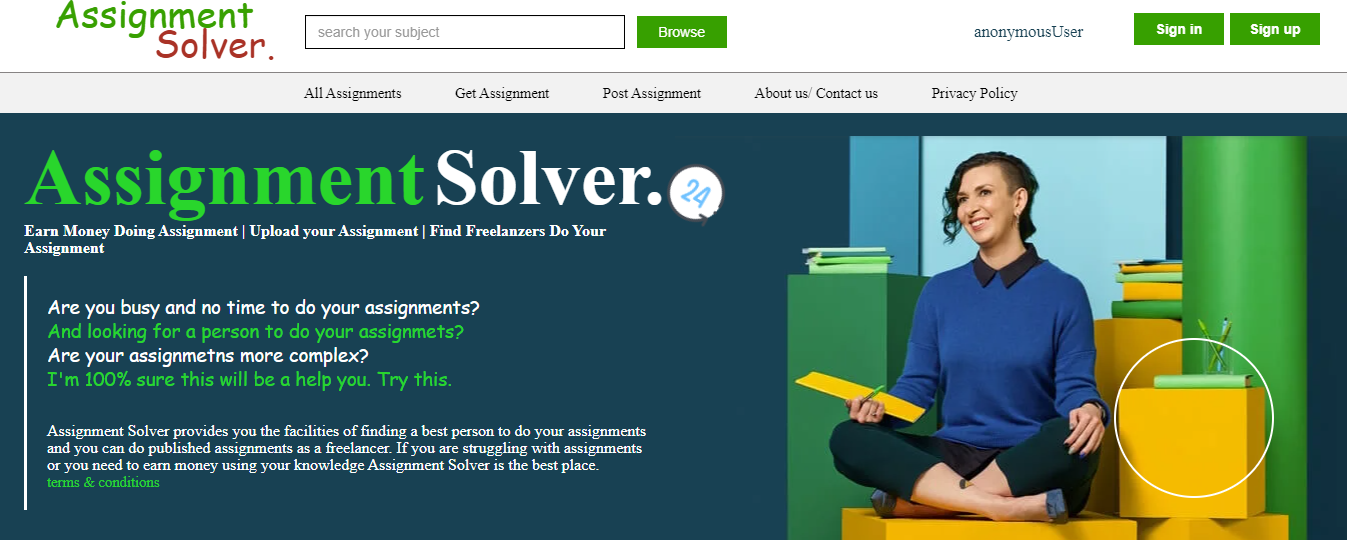 Assignment
Solver.
search your subject
Browse
anonymousUser
Sign in
Sign up
All Assignments
Get Assignment
Post Assignment
About us/ Contact us
Privacy Policy
Assignment Solver.
24
Earn Money Doing Assignment | Upload your Assignment | Find Freelanzers Do Your
Assignment
Are you busy and no time to do your assignments?
And looking for a person to do your assignmets?
Are your assignmetns more complex?
I'm 100% sure this will be a help you. Try this.
Assignment Solver provides you the facilities of finding a best person to do your assignments
and you can do published assignments as a freelancer. If you are struggling with assignments
or you need to earn money using your knowledge Assignment Solver is the best place.
terms & conditions